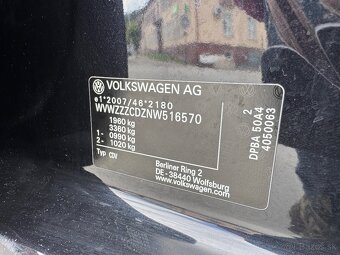 VOLKSWAGEN AG
e1*2007/46*2180
WVWZZZCDZNW516570
1960 kg
3360 kg
1- 0990 kg
2- 1020 kg
Typ CDV
Berliner Ring 2
DE - 38440 Wolfsburg
www.volkswagen.com
2
DPBA 50A4
4050063